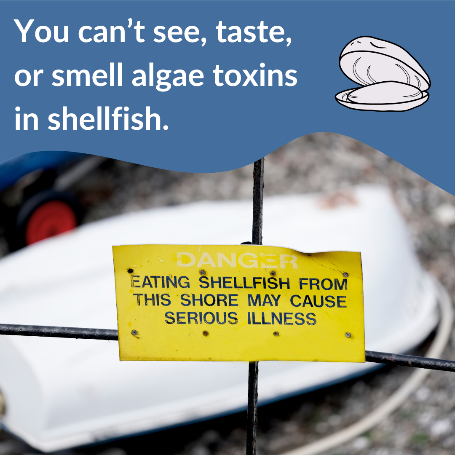 You can't see, taste,
or smell algae toxins
in shellfish.
DANGER
EATING SHELLFISH FROM
THIS SHORE MAY CAUSE
SERIOUS ILLNESS